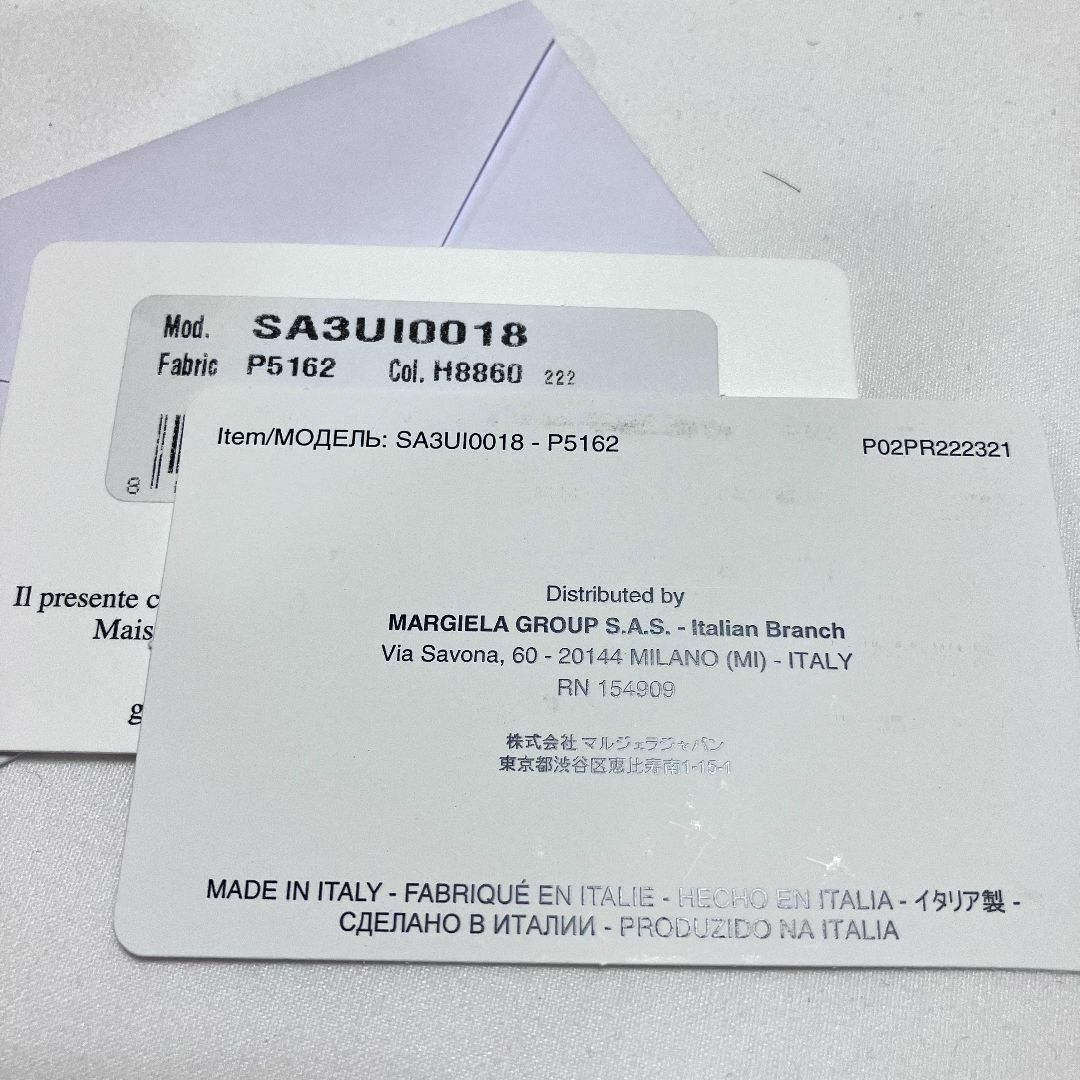 Mod. SA3UI0018
Fabric P5162 Col. H8860 222
8
Il presente
Item/МОДЕЛЬ: SA3UI0018 - P5162 P02PR222321
Distributed by
MARGIELA GROUP S.A.S. - Italian Branch
Via Savona, 60 - 20144 MILANO (MI) - ITALY
RN 154909
株式会社 マルジェラジャパン
東京都渋谷区恵比寿南1-15-1
MADE IN ITALY - FABRIQUÉ EN ITALIE - HECHO EN ITALIA - イタリア製 -
СДЕЛАНО В ИТАЛИИ - PRODUZIDO NA ITALIA